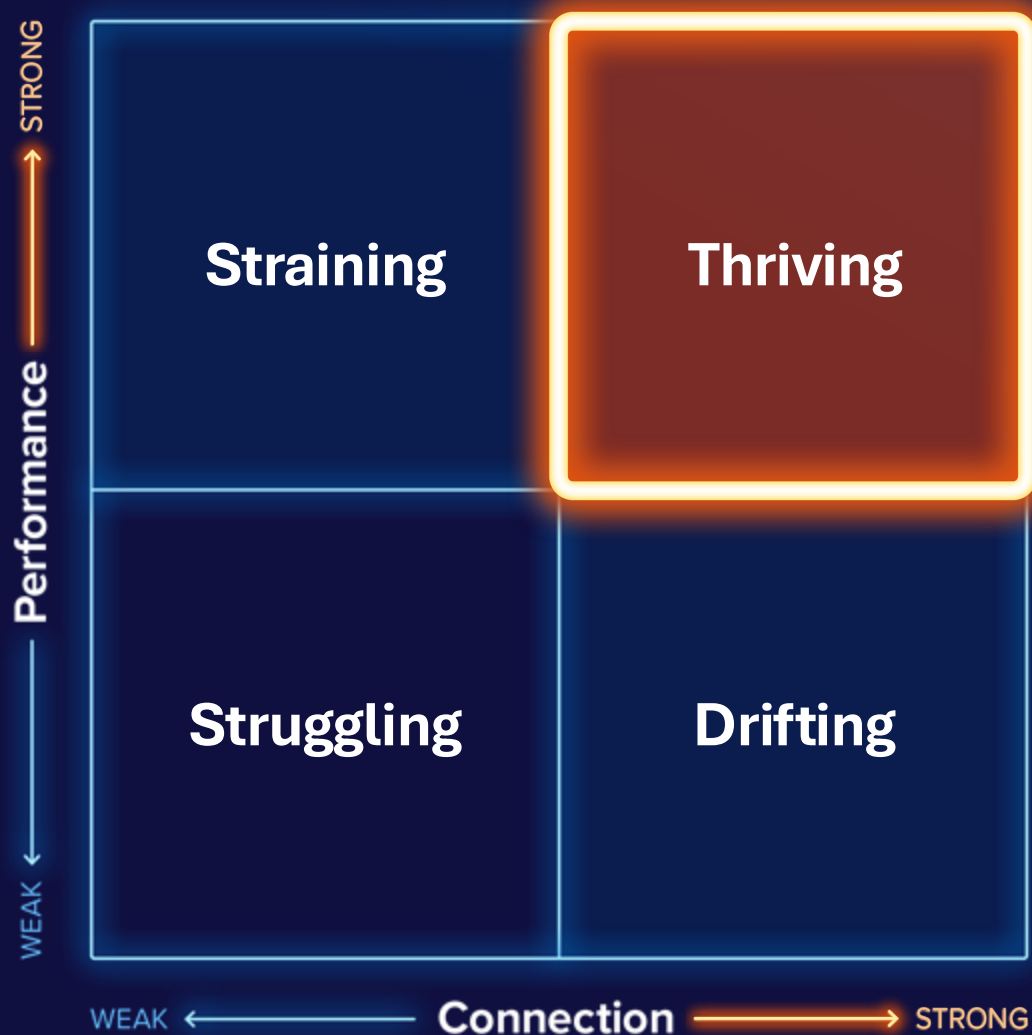 STRONG
Performance
WEAK
Straining
Thriving
Struggling
Drifting
WEAK
Connection
STRONG